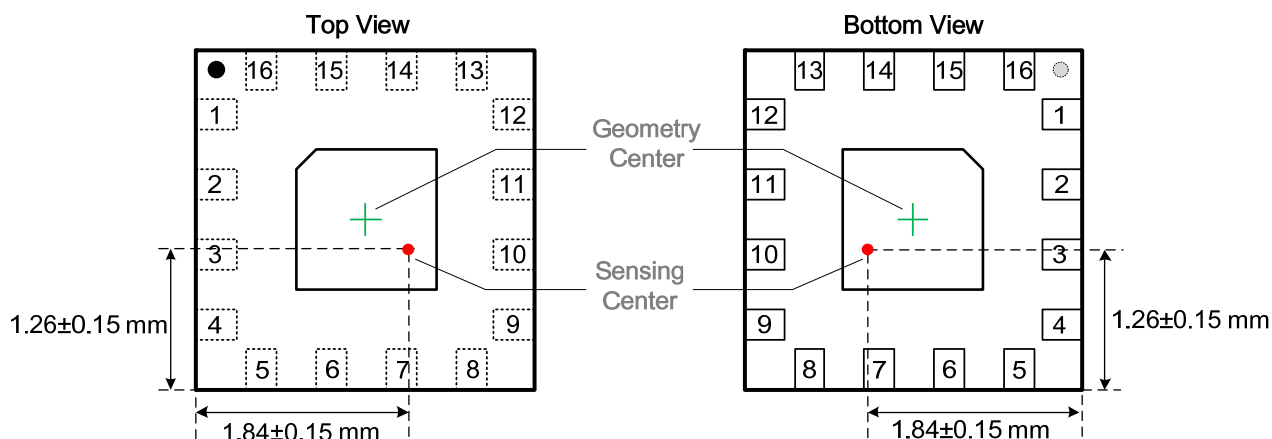 Top View
Bottom View
16 15 14 13
13 14 15 16
1
12
12
1
Geometry
Center
2
11
11
2
3
10
10
3
Sensing
Center
4
9
9
4
1.26±0.15 mm
1.26±0.15 mm
5 6 7 8
8 7 6 5
1.84±0.15 mm
1.84±0.15 mm